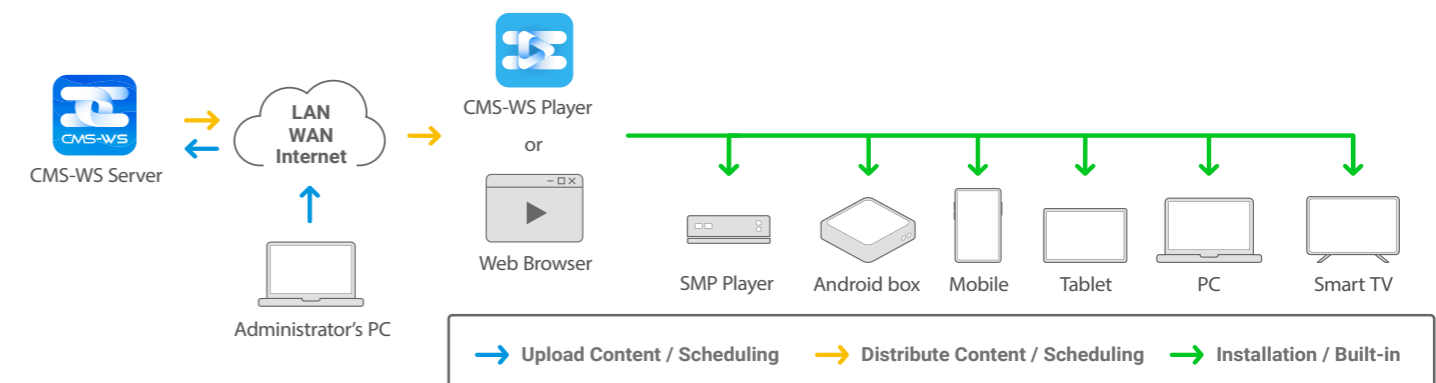 CMS-WS
CMS-WS Server
LAN
WAN
Internet
Administrator's PC
CMS-WS Player
or
Web Browser
SMP Player
Android box
Mobile
Tablet
PC
Smart TV
Upload Content / Scheduling
Distribute Content / Scheduling
Installation / Built-in